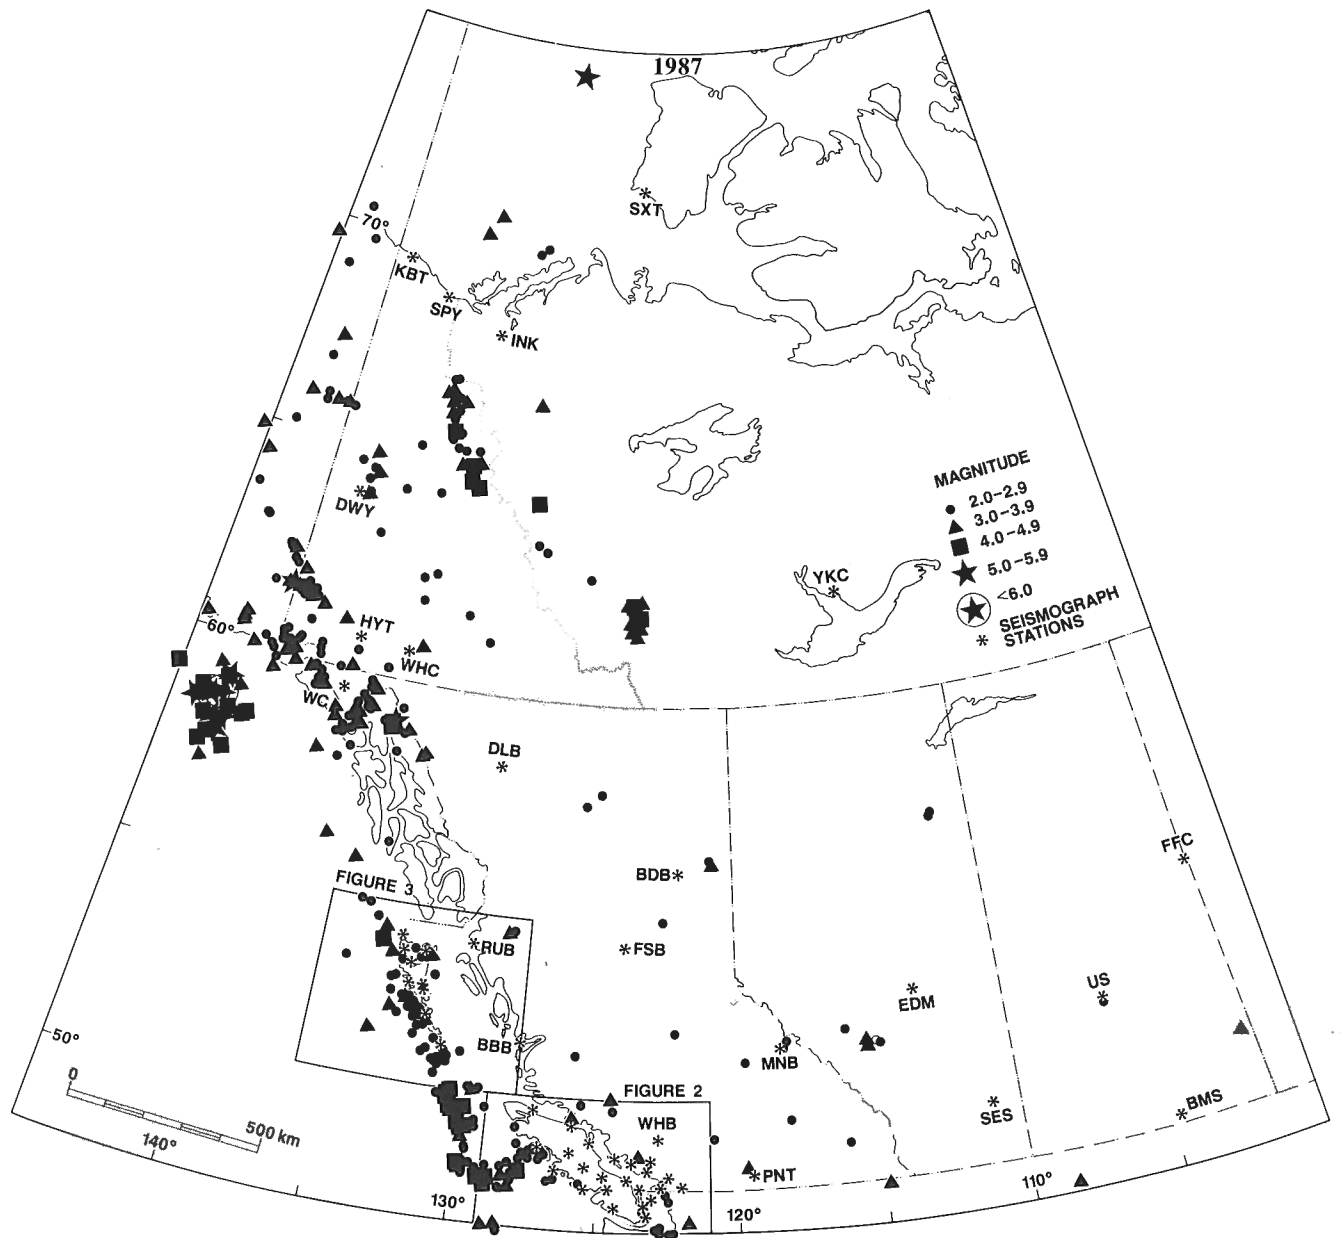 1987
SXT
70°
KBT
SPY
INK
MAGNITUDE
2.0-2.9
3.0-3.9
4.0-4.9
5.0-5.9
<6.0
SEISMOGRAPH
STATIONS
DWY
YKC
HYT
60°
WHC
WC
DLB
FFC
BDB
FIGURE 3
RUB
FSB
EDM
US
50°
BBB
MNB
0
FIGURE 2
500 km
WHB
SES
BMS
140°
PNT
110°
130°
120°